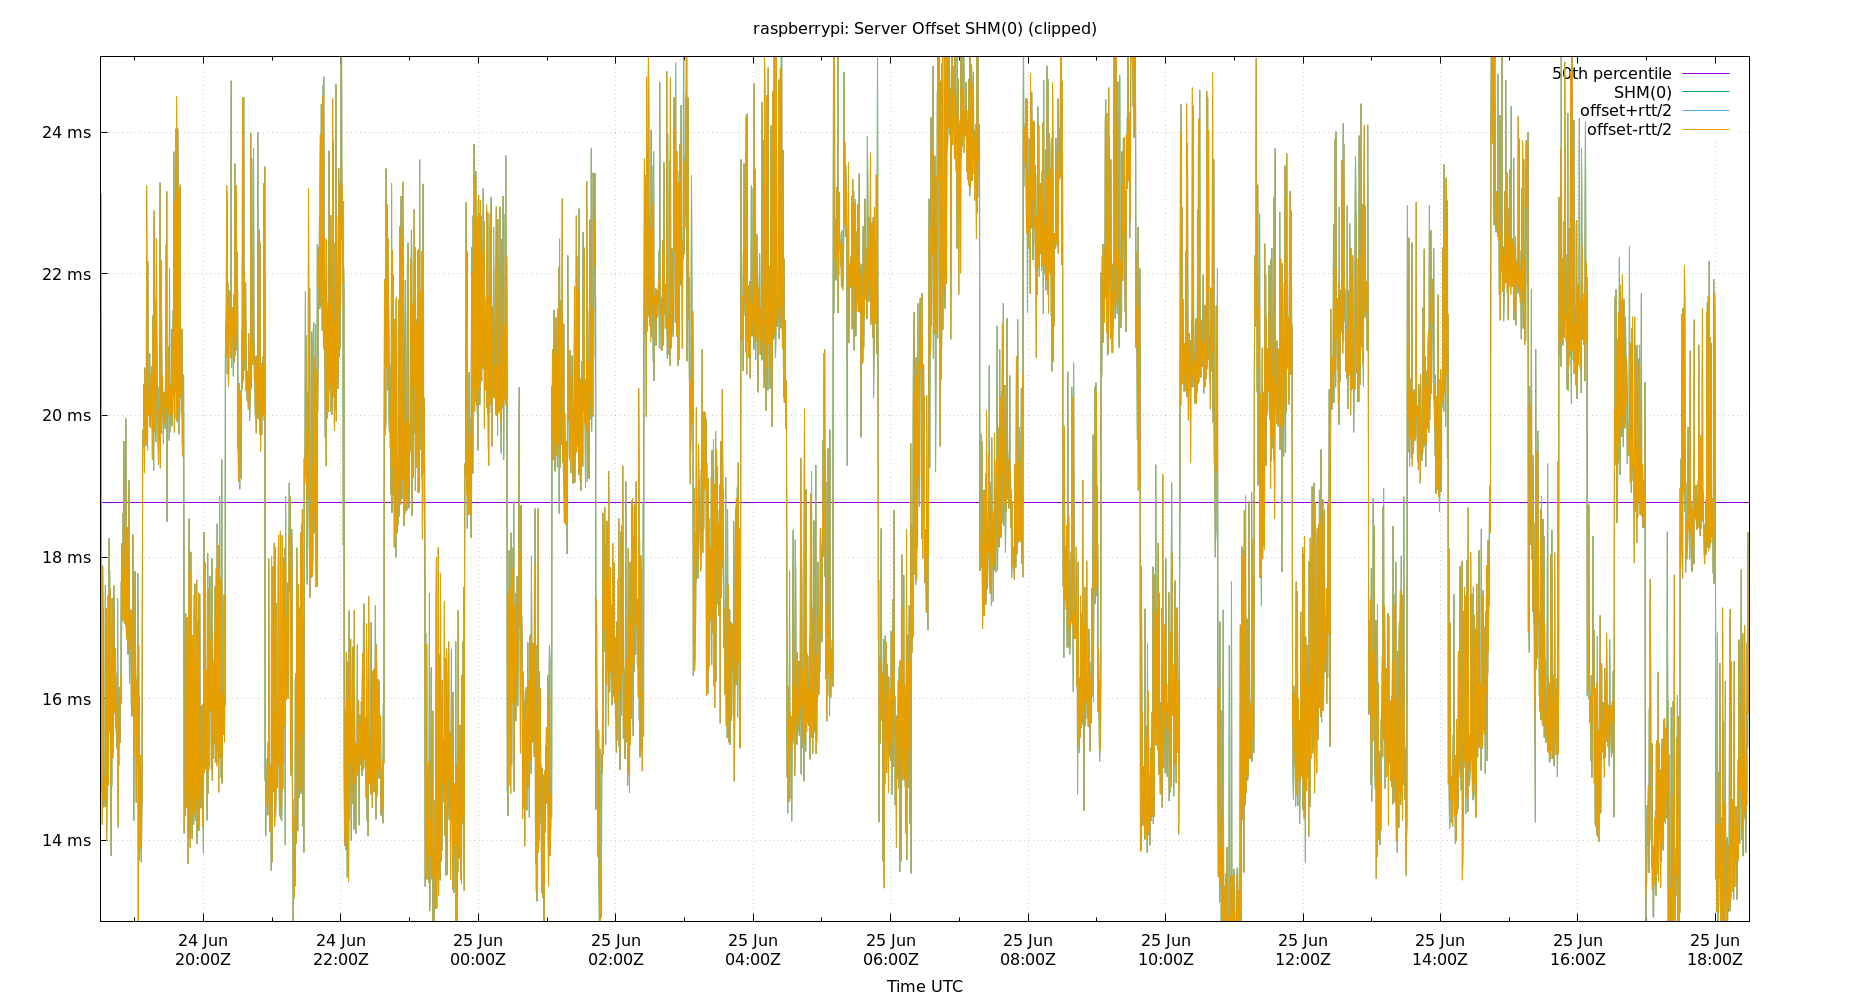 raspberrypi: Server Offset SHM(0) (clipped)
50th percentile
SHM(0)
offset+rtt/2
offset-rtt/2
24 ms
22 ms
20 ms
18 ms
16 ms
14 ms
24 Jun
20:00Z
24 Jun
22:00Z
25 Jun
00:00Z
25 Jun
02:00Z
25 Jun
04:00Z
25 Jun
06:00Z
25 Jun
08:00Z
25 Jun
10:00Z
25 Jun
12:00Z
25 Jun
14:00Z
25 Jun
16:00Z
25 Jun
18:00Z
Time UTC